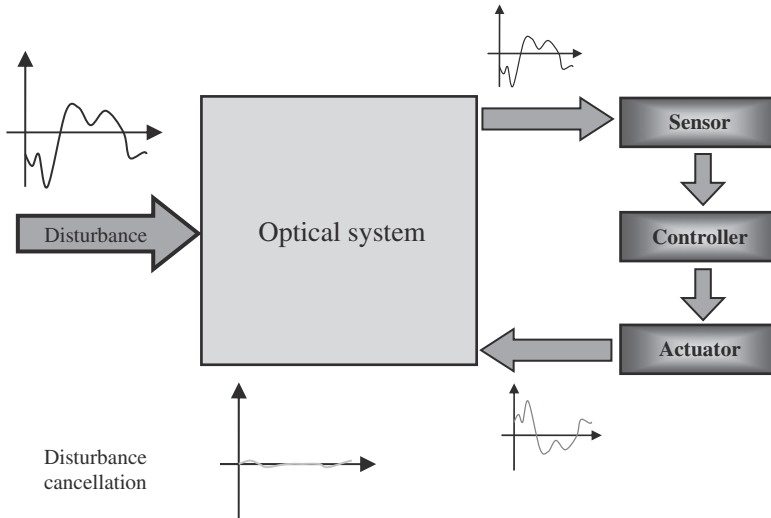 Sensor
Disturbance
Optical system
Controller
Actuator
Disturbance
cancellation